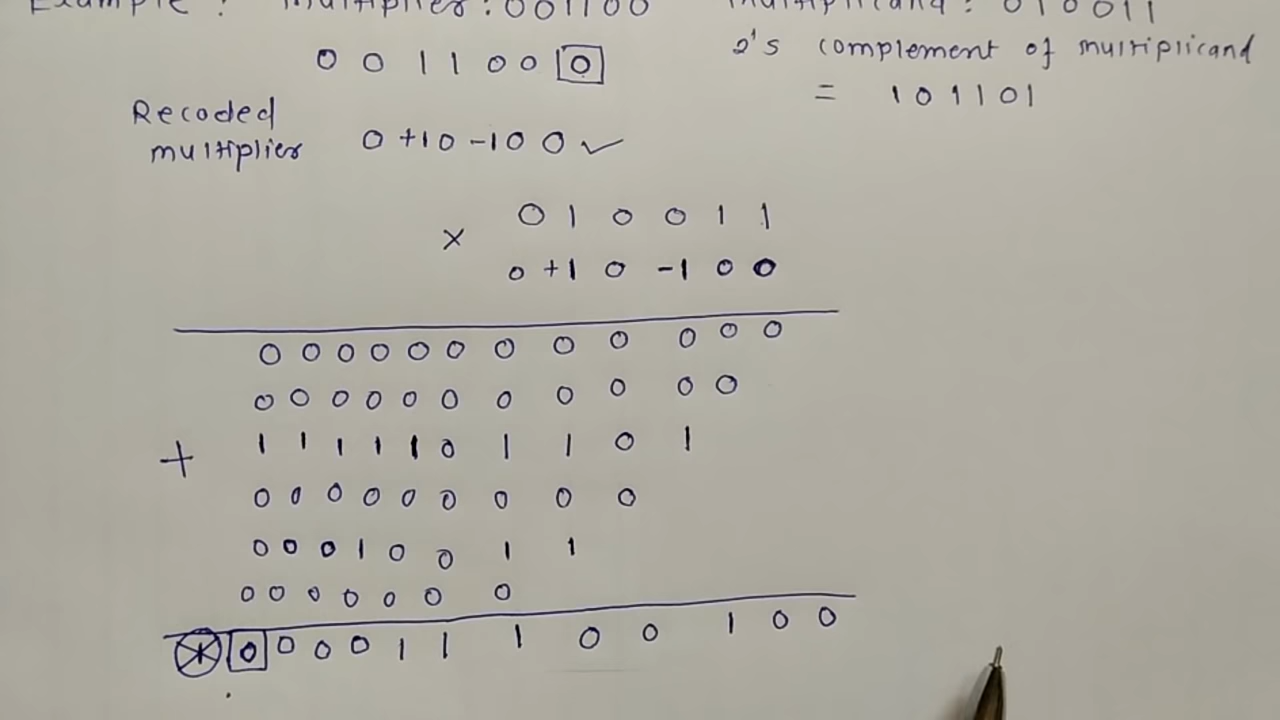 Example : Multiplier : 001100 Multiplicand : 010011
0 0 1 1 0 0 0 2's complement of multiplicand
= 101101
Recoded
multiplier 0 +1 0 -1 0 0 ✓
0 1 0 0 1 1
× 0 +1 0 -1 0 0
0 0 0 0 0 0 0 0 0 0 0 0
0 0 0 0 0 0 0 0 0 0 0
+ 1 1 1 1 1 0 1 1 0 1
0 0 0 0 0 0 0 0 0
0 0 0 1 0 0 1 1
0 0 0 0 0 0 0
1 0 0 0 0 1 1 1 0 0 1 0 0